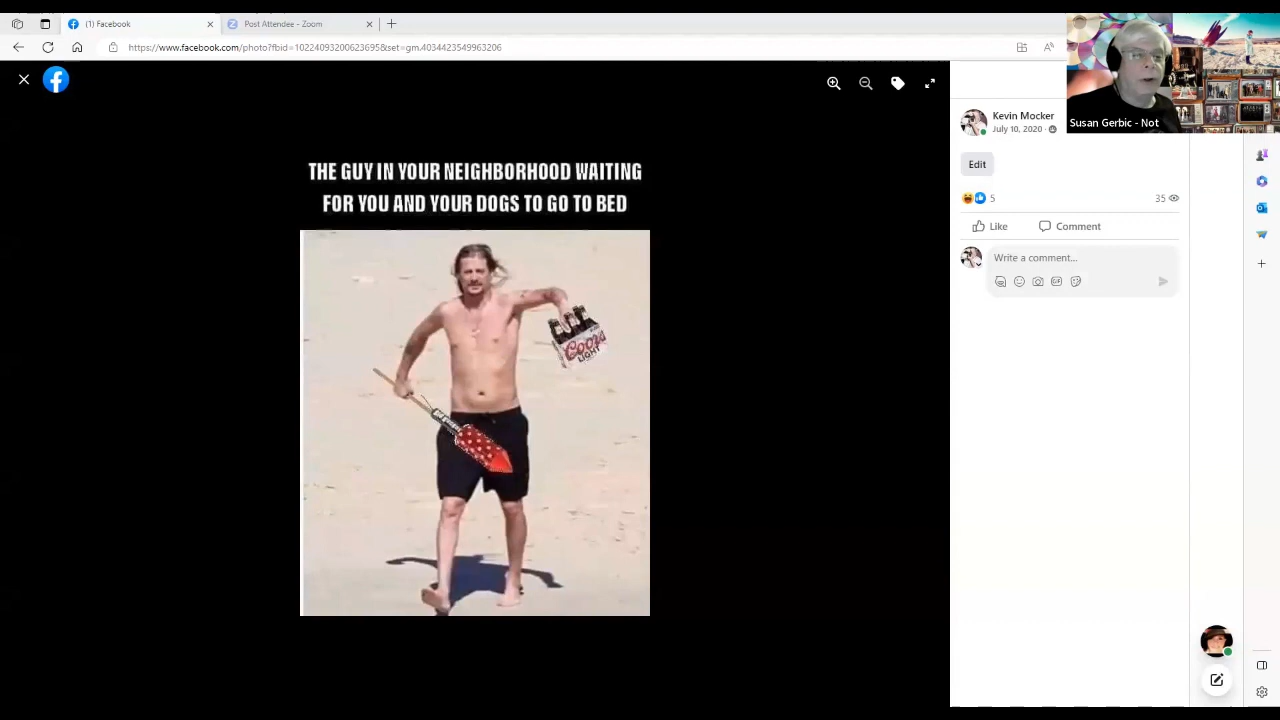 (1) Facebook
Post Attendee - Zoom
https://www.facebook.com/photo?fbid=10224093200623695&set=gm.4034423549996206
THE GUY IN YOUR NEIGHBORHOOD WAITING
FOR YOU AND YOUR DOGS TO GO TO BED
Coors
LIGHT
Kevin Mocker
July 10, 2020
Edit
5
35
Like
Comment
Write a comment...
Susan Gerbic - Not